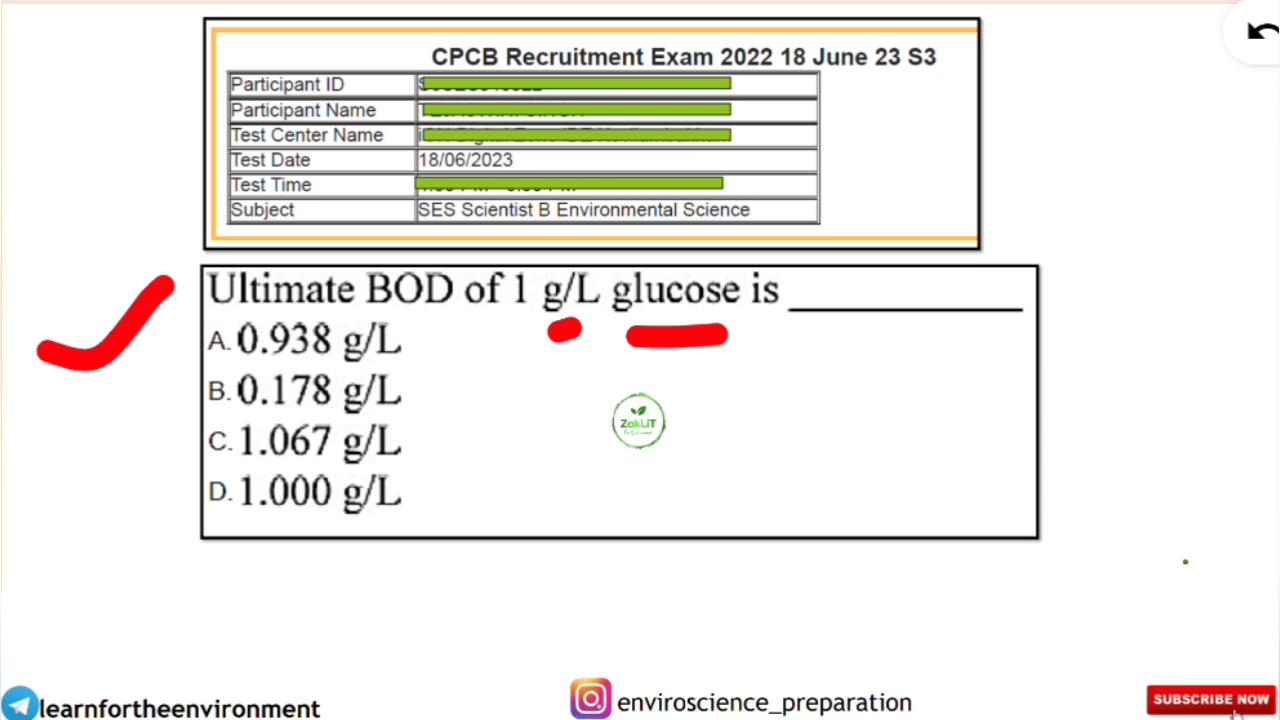 CPCB Recruitment Exam 2022 18 June 23 S3
Participant ID
Participant Name
Test Center Name
Test Date 18/06/2023
Test Time
Subject SES Scientist B Environmental Science
Ultimate BOD of 1 g/L glucose is ___________
A. 0.938 g/L
B. 0.178 g/L
C. 1.067 g/L
D. 1.000 g/L
ZakLiT
learnfortheenvironment
enviroscience_preparation
SUBSCRIBE NOW